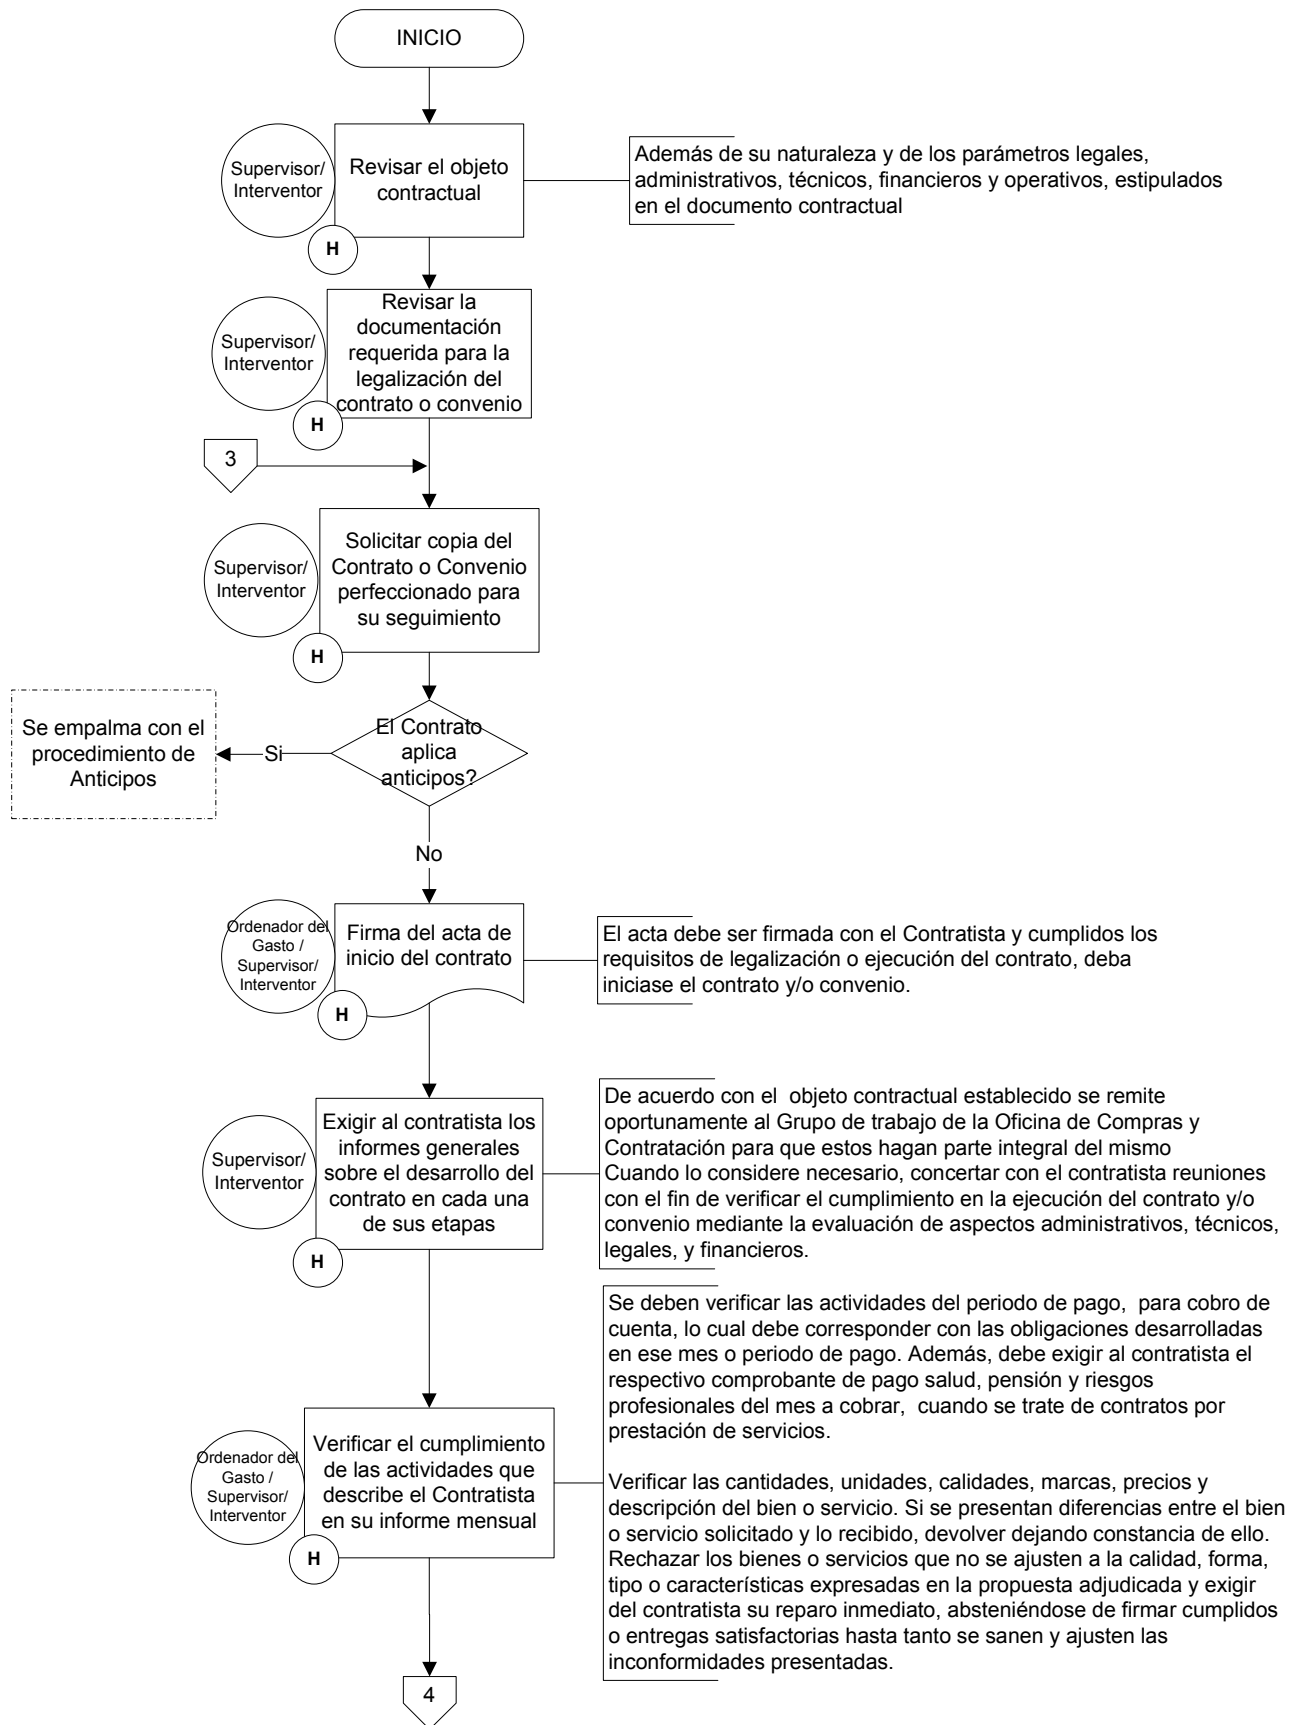 INICIO
Supervisor/
Interventor
Revisar el objeto
contractual
H
Además de su naturaleza y de los parámetros legales,
administrativos, técnicos, financieros y operativos, estipulados
en el documento contractual
Supervisor/
Interventor
Revisar la
documentación
requerida para la
legalización del
contrato o convenio
H
3
Supervisor/
Interventor
Solicitar copia del
Contrato o Convenio
perfeccionado para
su seguimiento
H
Se empalma con el
procedimiento de
Anticipos
Si
El Contrato
aplica
anticipos?
No
Ordenador del
Gasto /
Supervisor/
Interventor
Firma del acta de
inicio del contrato
H
El acta debe ser firmada con el Contratista y cumplidos los
requisitos de legalización o ejecución del contrato, deba
iniciase el contrato y/o convenio.
Supervisor/
Interventor
Exigir al contratista los
informes generales
sobre el desarrollo del
contrato en cada una
de sus etapas
H
De acuerdo con el  objeto contractual establecido se remite
oportunamente al Grupo de trabajo de la Oficina de Compras y
Contratación para que estos hagan parte integral del mismo
Cuando lo considere necesario, concertar con el contratista reuniones
con el fin de verificar el cumplimiento en la ejecución del contrato y/o
convenio mediante la evaluación de aspectos administrativos, técnicos,
legales, y financieros.
Ordenador del
Gasto /
Supervisor/
Interventor
Verificar el cumplimiento
de las actividades que
describe el Contratista
en su informe mensual
H
Se deben verificar las actividades del periodo de pago,  para cobro de
cuenta, lo cual debe corresponder con las obligaciones desarrolladas
en ese mes o periodo de pago. Además, debe exigir al contratista el
respectivo comprobante de pago salud, pensión y riesgos
profesionales del mes a cobrar,  cuando se trate de contratos por
prestación de servicios.
Verificar las cantidades, unidades, calidades, marcas, precios y
descripción del bien o servicio. Si se presentan diferencias entre el bien
o servicio solicitado y lo recibido, devolver dejando constancia de ello.
Rechazar los bienes o servicios que no se ajusten a la calidad, forma,
tipo o características expresadas en la propuesta adjudicada y exigir
del contratista su reparo inmediato, absteniéndose de firmar cumplidos
o entregas satisfactorias hasta tanto se sanen y ajusten las
inconformidades presentadas.
4